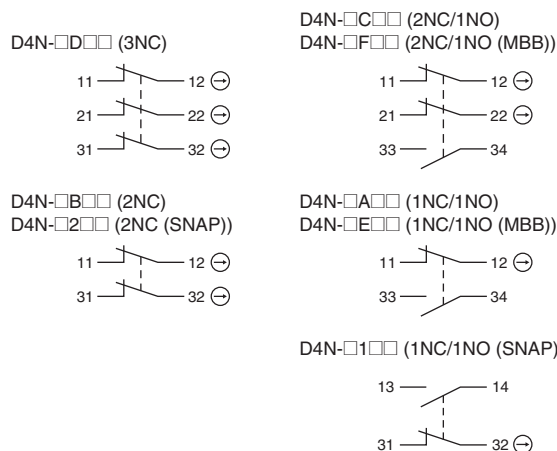 D4N-□D□□ (3NC)
11 12
21 22
31 32
D4N-□C□□ (2NC/1NO)
D4N-□F□□ (2NC/1NO (MBB))
11 12
21 22
33 34
D4N-□B□□ (2NC)
D4N-□2□□ (2NC (SNAP))
11 12
31 32
D4N-□A□□ (1NC/1NO)
D4N-□E□□ (1NC/1NO (MBB))
11 12
33 34
D4N-□1□□ (1NC/1NO (SNAP)
13 14
31 32